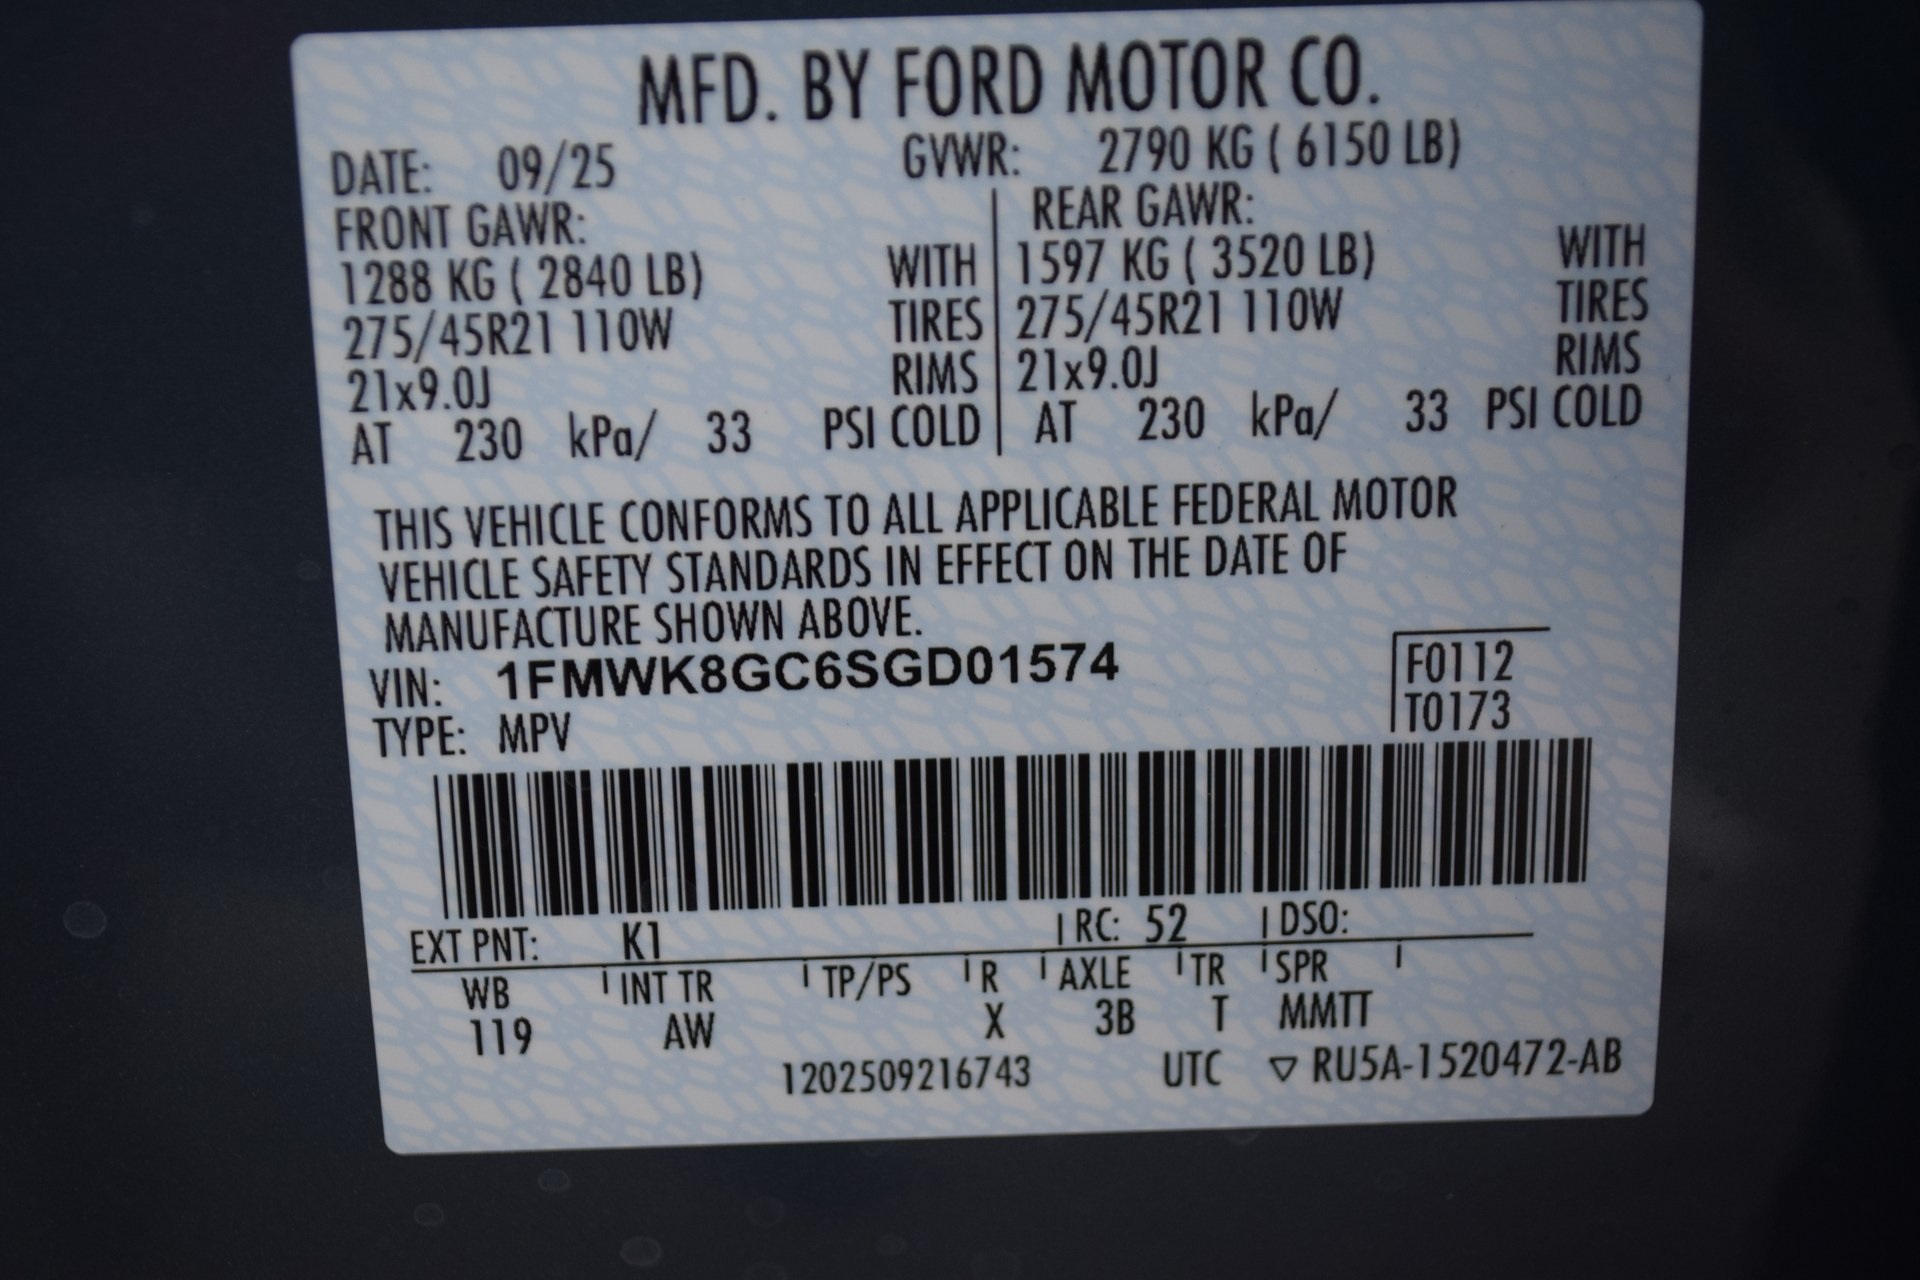 MFD. BY FORD MOTOR CO.
DATE: 09/25 GVWR: 2790 KG ( 6150 LB)
FRONT GAWR: REAR GAWR:
1288 KG ( 2840 LB) WITH 1597 KG ( 3520 LB) WITH
275/45R21 110W TIRES 275/45R21 110W TIRES
21x9.0J RIMS 21x9.0J RIMS
AT 230 kPa/ 33 PSI COLD AT 230 kPa/ 33 PSI COLD
THIS VEHICLE CONFORMS TO ALL APPLICABLE FEDERAL MOTOR
VEHICLE SAFETY STANDARDS IN EFFECT ON THE DATE OF
MANUFACTURE SHOWN ABOVE.
VIN: 1FMWK8GC6SGD01574 F0112
TYPE: MPV T0173
EXT PNT: K1 RC: 52 DSO:
WB INT TR TP/PS R AXLE TR SPR
119 AW X 3B T MMTT
1202509216743 UTC ▽ RU5A-1520472-AB